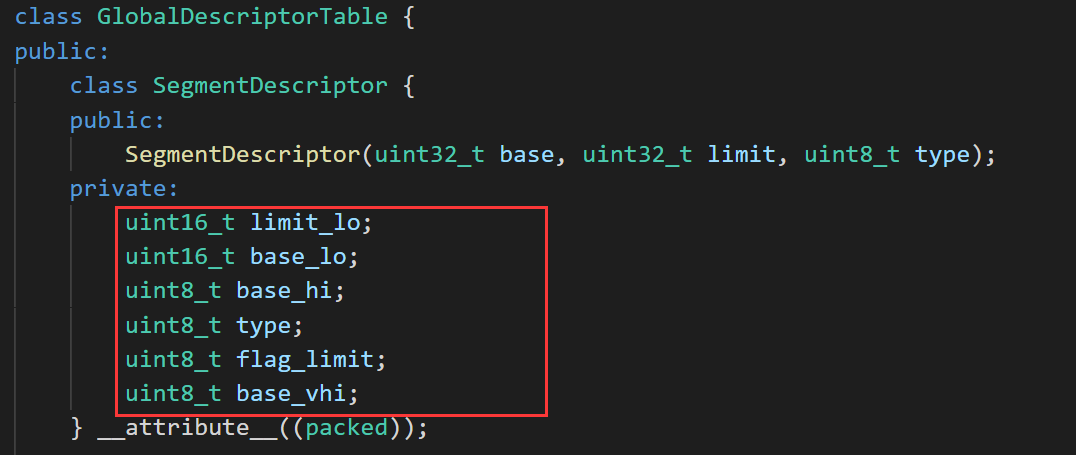 class GlobalDescriptorTable {
public:
    class SegmentDescriptor {
    public:
        SegmentDescriptor(uint32_t base, uint32_t limit, uint8_t type);
    private:
        uint16_t limit_lo;
        uint16_t base_lo;
        uint8_t base_hi;
        uint8_t type;
        uint8_t flag_limit;
        uint8_t base_vhi;
    } __attribute__((packed));